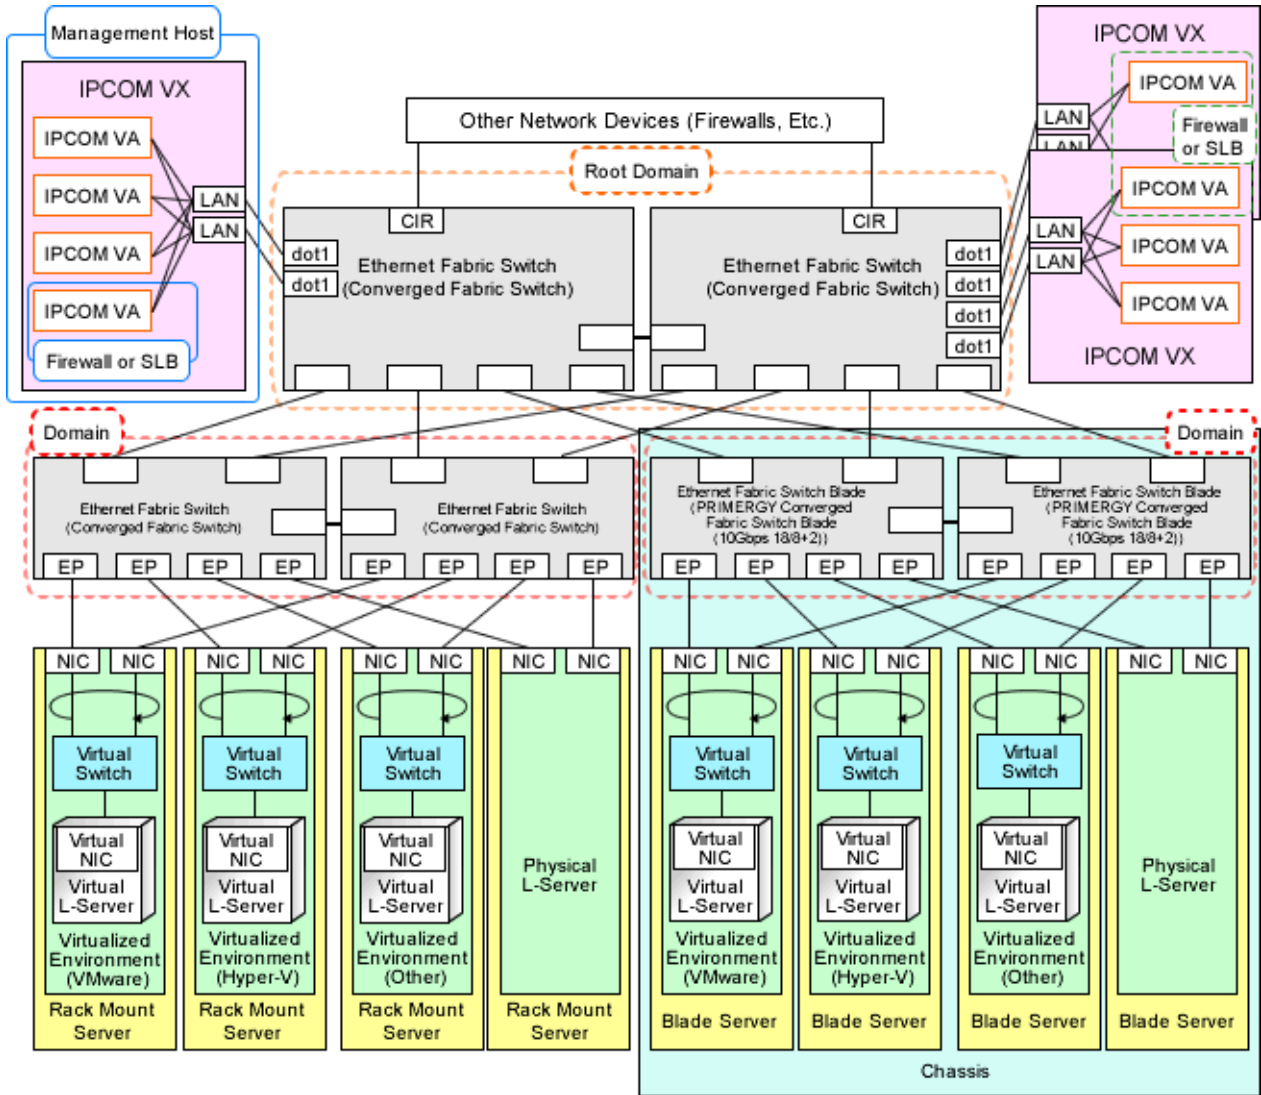 Management Host
IPCOM VX
IPCOM VA
IPCOM VA
IPCOM VA
IPCOM VA
LAN
LAN
Firewall or SLB
Other Network Devices (Firewalls, Etc.)
Root Domain
CIR
dot1
dot1
Ethernet Fabric Switch
(Converged Fabric Switch)
CIR
Ethernet Fabric Switch
(Converged Fabric Switch)
dot1
dot1
dot1
dot1
IPCOM VX
IPCOM VA
LAN
LAN
Firewall
or SLB
IPCOM VA
LAN
LAN
IPCOM VA
IPCOM VA
IPCOM VX
Domain
Domain
Ethernet Fabric Switch
(Converged Fabric Switch)
EP
EP
EP
EP
Ethernet Fabric Switch
(Converged Fabric Switch)
EP
EP
EP
EP
Ethernet Fabric Switch Blade
(PRIMERGY Converged
Fabric Switch Blade
(10Gbps 18/8+2))
EP
EP
EP
EP
Ethernet Fabric Switch Blade
(PRIMERGY Converged
Fabric Switch Blade
(10Gbps 18/8+2))
EP
EP
EP
EP
NIC
NIC
Virtual
Switch
Virtual
NIC
Virtual
L-Server
Virtualized
Environment
(VMware)
Rack Mount
Server
NIC
NIC
Virtual
Switch
Virtual
NIC
Virtual
L-Server
Virtualized
Environment
(Hyper-V)
Rack Mount
Server
NIC
NIC
Virtual
Switch
Virtual
NIC
Virtual
L-Server
Virtualized
Environment
(Other)
Rack Mount
Server
NIC
NIC
Physical
L-Server
Rack Mount
Server
NIC
NIC
Virtual
Switch
Virtual
NIC
Virtual
L-Server
Virtualized
Environment
(VMware)
Blade Server
NIC
NIC
Virtual
Switch
Virtual
NIC
Virtual
L-Server
Virtualized
Environment
(Hyper-V)
Blade Server
NIC
NIC
Virtual
Switch
Virtual
NIC
Virtual
L-Server
Virtualized
Environment
(Other)
Blade Server
NIC
NIC
Physical
L-Server
Blade Server
Chassis